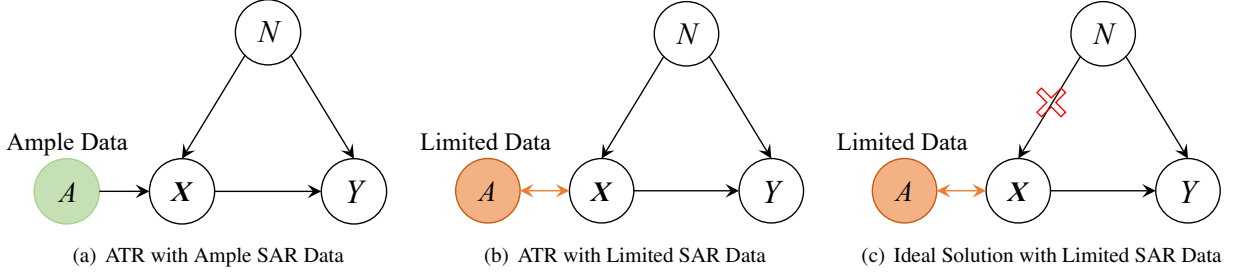 N
Ample Data
A
X
Y
(a) ATR with Ample SAR Data
N
Limited Data
A
X
Y
(b) ATR with Limited SAR Data
N
Limited Data
A
X
Y
(c) Ideal Solution with Limited SAR Data